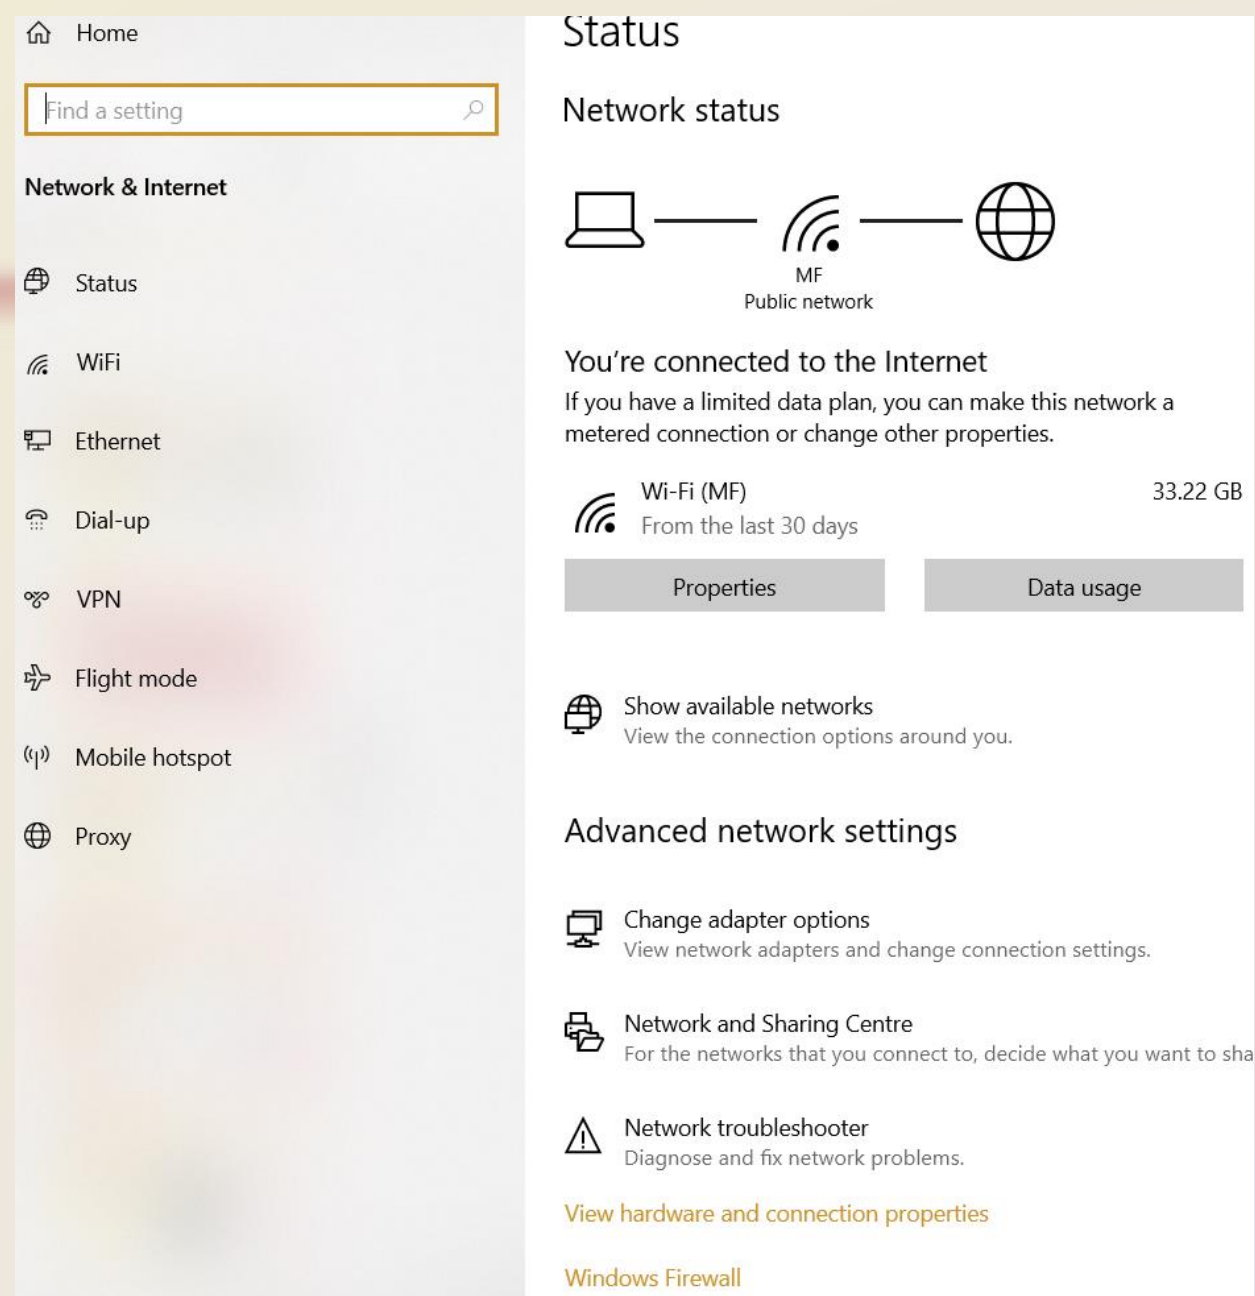 Home
Find a setting
Network & Internet
Status
WiFi
Ethernet
Dial-up
VPN
Flight mode
Mobile hotspot
Proxy
Status
Network status
MF
Public network
You're connected to the Internet
If you have a limited data plan, you can make this network a
metered connection or change other properties.
Wi-Fi (MF)
33.22 GB
From the last 30 days
Properties
Data usage
Show available networks
View the connection options around you.
Advanced network settings
Change adapter options
View network adapters and change connection settings.
Network and Sharing Centre
For the networks that you connect to, decide what you want to sha
Network troubleshooter
Diagnose and fix network problems.
View hardware and connection properties
Windows Firewall